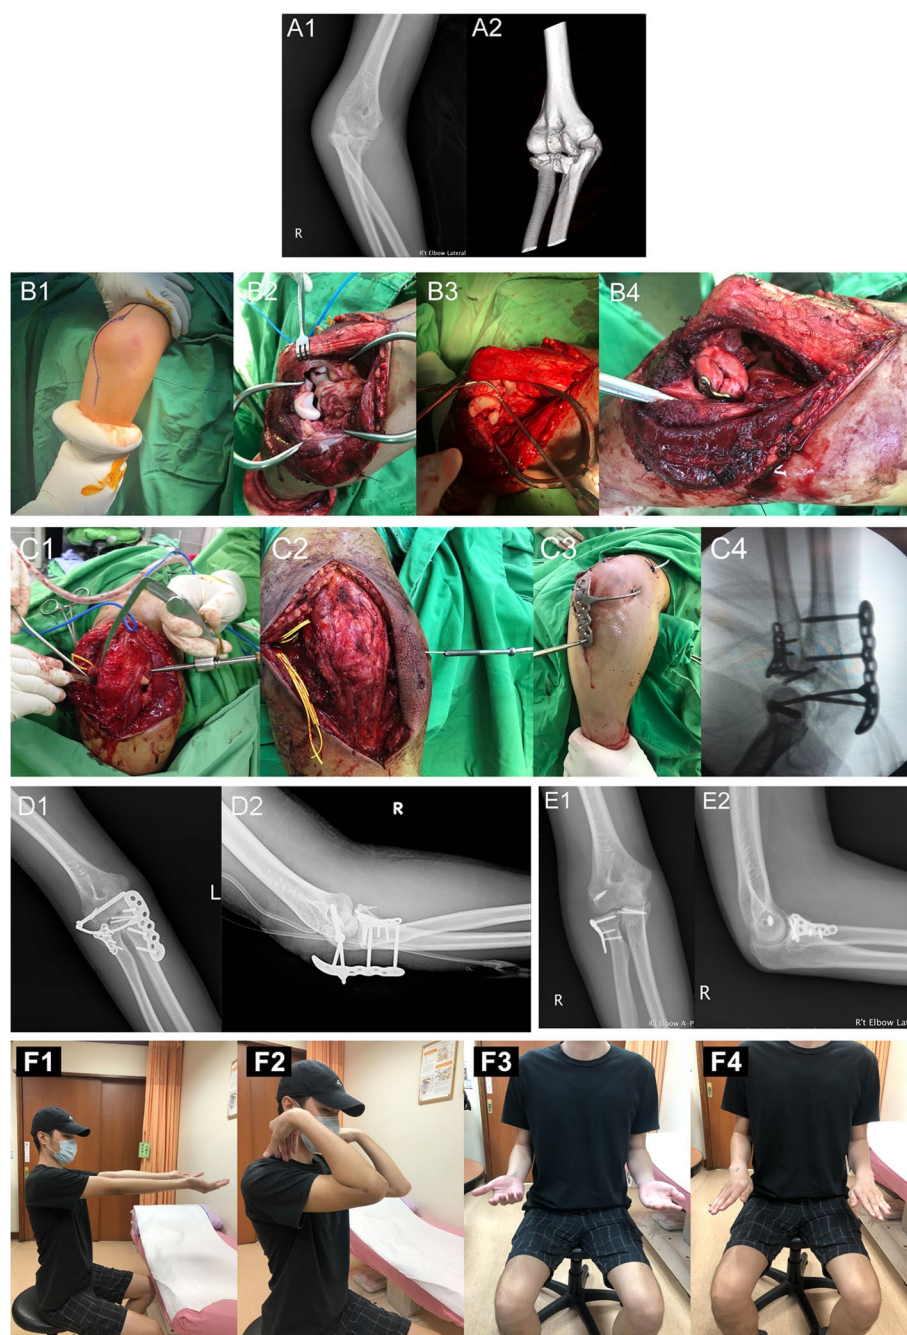 A1 A2
R
R't Elbow Lateral
B1 B2 B3 B4
C1 C2 C3 C4
D1 D2 R E1 E2
L
R R
R't Elbow A-P R't Elbow Lat
F1 F2 F3 F4